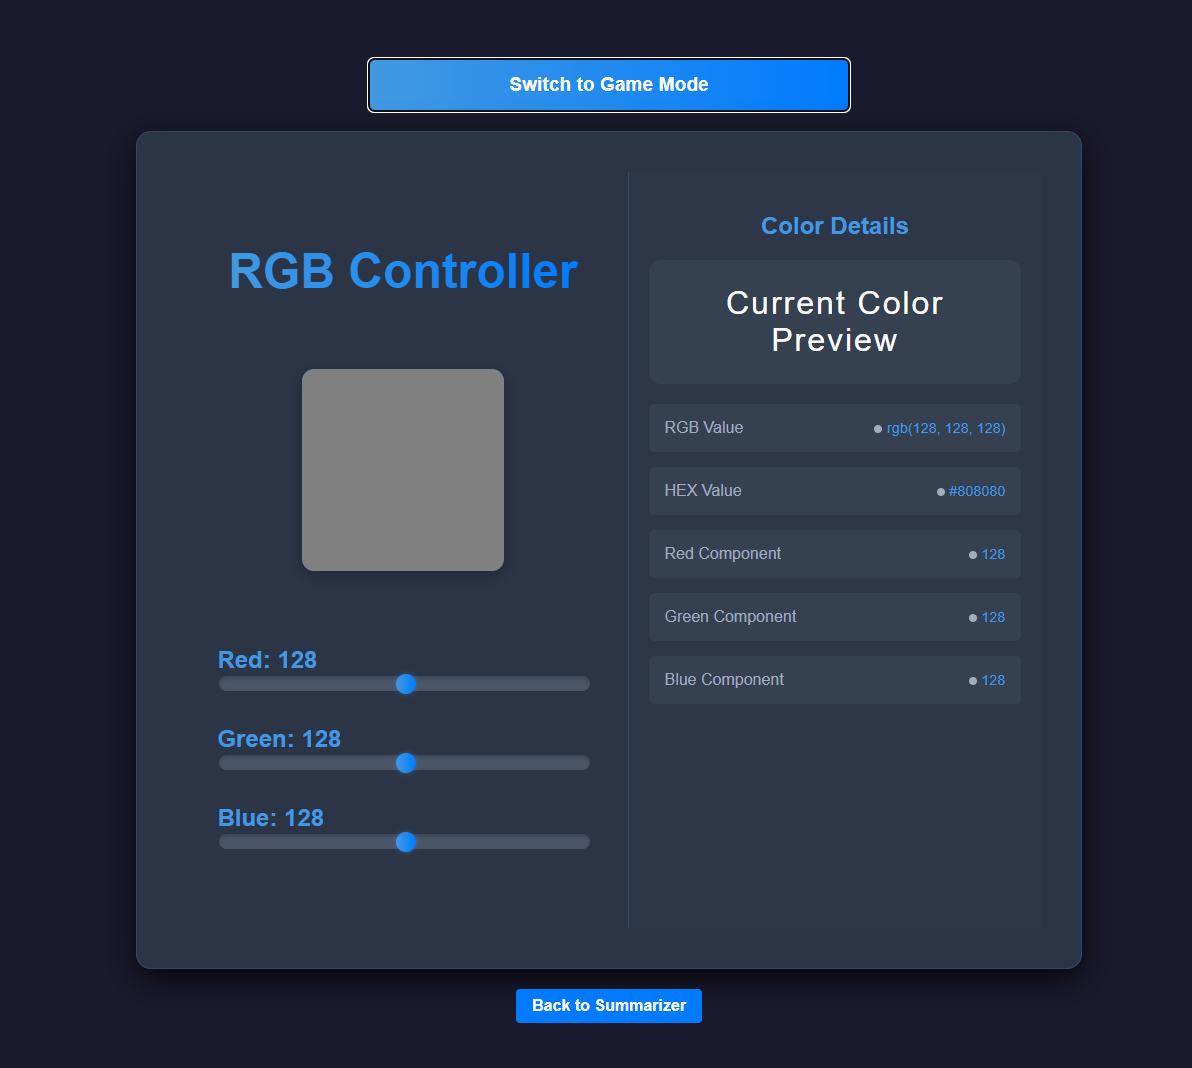 Switch to Game Mode
RGB Controller
Red: 128
Green: 128
Blue: 128
Color Details
Current Color
Preview
RGB Value rgb(128, 128, 128)
HEX Value #808080
Red Component 128
Green Component 128
Blue Component 128
Back to Summarizer